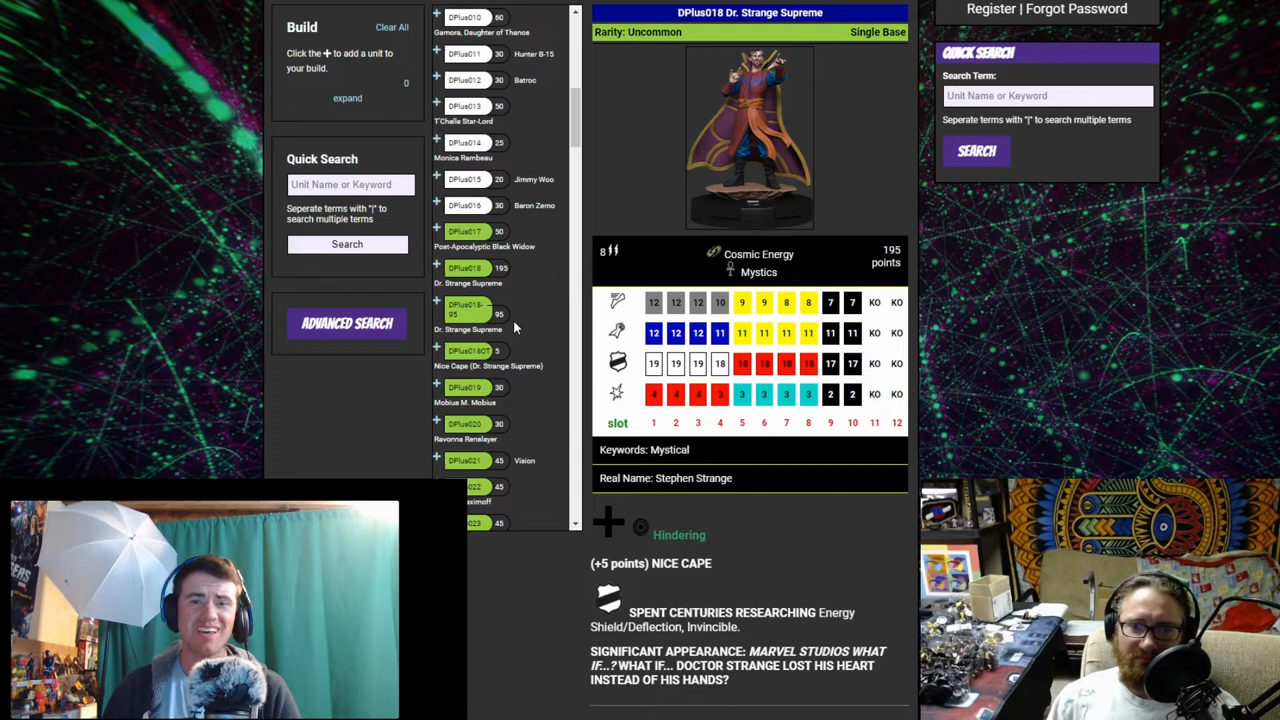 Build
Clear All
Click the + to add a unit to
your build.
0
expand
Quick Search
Unit Name or Keyword
Seperate terms with "|" to
search multiple terms
Search
ADVANCED SEARCH
DPlus010 60
Gamora, Daughter of Thanos
DPlus011 30 Hunter B-15
DPlus012 30 Batroc
DPlus013 50
T'Challa Star-Lord
DPlus014 25
Monica Rambeau
DPlus015 20 Jimmy Woo
DPlus016 30 Baron Zemo
DPlus017 50
Post-Apocalyptic Black Widow
DPlus018 195
Dr. Strange Supreme
DPlus018-
95 95
Dr. Strange Supreme
DPlus018OT 5
Nice Cape (Dr. Strange Supreme)
DPlus019 30
Mobius M. Mobius
DPlus020 30
Ravonna Renslayer
DPlus021 45 Vision
022 45
aximoff
023 45
DPlus018 Dr. Strange Supreme
Rarity: Uncommon Single Base
8 Cosmic Energy 195
Mystics points
12 12 12 10 9 9 8 8 7 7 KO KO
12 12 12 11 11 11 11 11 11 11 KO KO
19 19 19 18 18 18 18 18 17 17 KO KO
4 4 4 3 3 3 3 3 2 2 KO KO
slot 1 2 3 4 5 6 7 8 9 10 11 12
Keywords: Mystical
Real Name: Stephen Strange
Hindering
(+5 points) NICE CAPE
SPENT CENTURIES RESEARCHING Energy
Shield/Deflection, Invincible.
SIGNIFICANT APPEARANCE: MARVEL STUDIOS WHAT
IF...? WHAT IF... DOCTOR STRANGE LOST HIS HEART
INSTEAD OF HIS HANDS?
Register | Forgot Password
QUICK SEARCH
Search Term:
Unit Name or Keyword
Seperate terms with "|" to search multiple terms
SEARCH